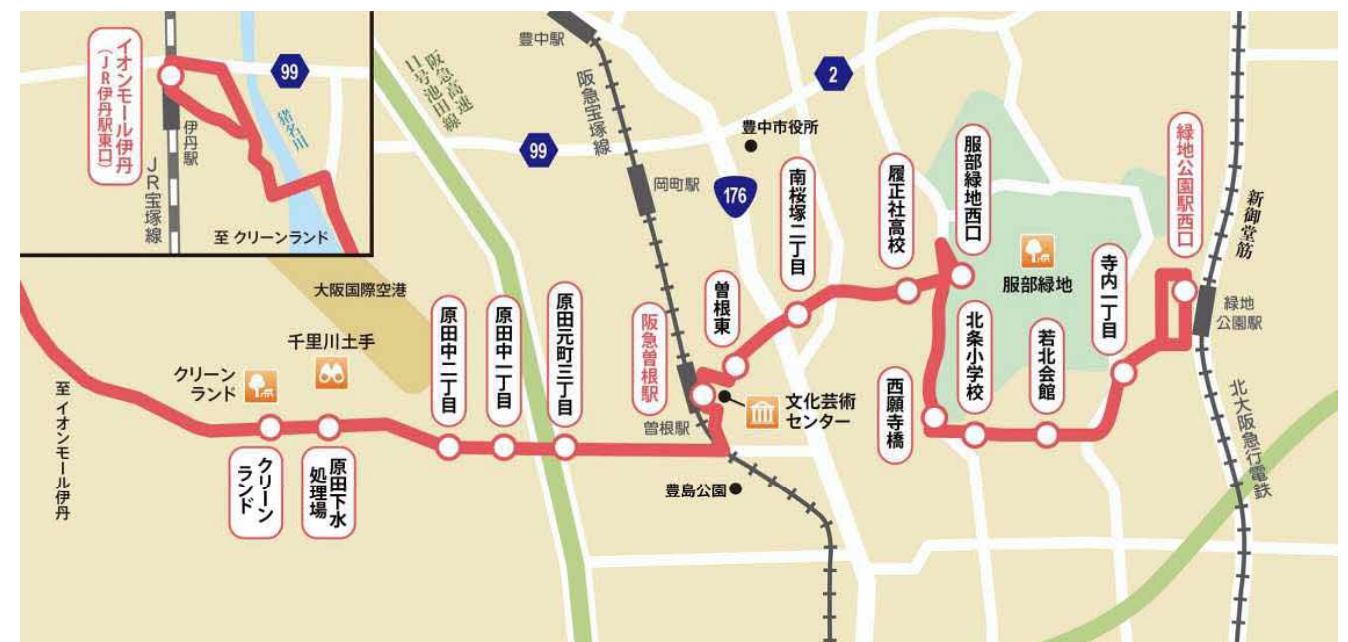 イオンモール伊丹
（ＪＲ伊丹駅東口）
伊丹駅
ＪＲ宝塚線
99
猪名川
至 クリーンランド
阪急高速
11号池田線
豊中駅
阪急宝塚線
99
2
豊中市役所
岡町駅
176
南桜塚二丁目
履正社高校
服部緑地西口
緑地公園駅西口
新御堂筋
服部緑地
寺内一丁目
緑地
公園駅
大阪国際空港
千里川土手
クリーン
ランド
原田中二丁目
原田中一丁目
原田元町三丁目
阪急曽根駅
曽根東
曽根駅
文化芸術
センター
西願寺橋
北条小学校
若北会館
北大阪急行電鉄
至 イオンモール伊丹
クリーン
ランド
原田下水
処理場
豊島公園